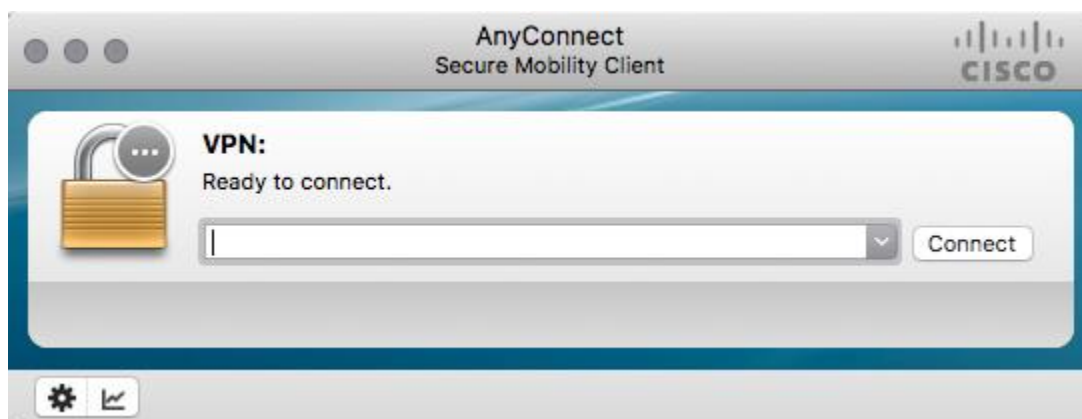 AnyConnect
Secure Mobility Client
CISCO
VPN:
Ready to connect.
Connect